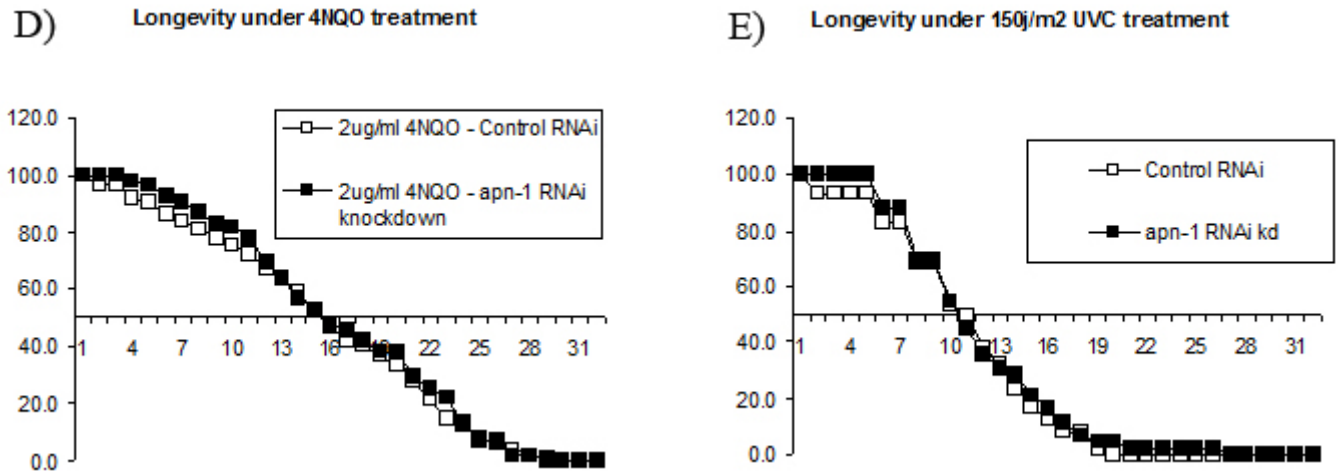 D)
Longevity under 4NQO treatment
120.0
100.0
80.0
60.0
40.0
20.0
0.0
1 4 7 10 13 16 19 22 25 28 31
2ug/ml 4NQO - Control RNAi
2ug/ml 4NQO - apn-1 RNAi
knockdown
E)
Longevity under 150j/m2 UVC treatment
120.0
100.0
80.0
60.0
40.0
20.0
0.0
1 4 7 10 13 16 19 22 25 28 31
Control RNAi
apn-1 RNAi kd